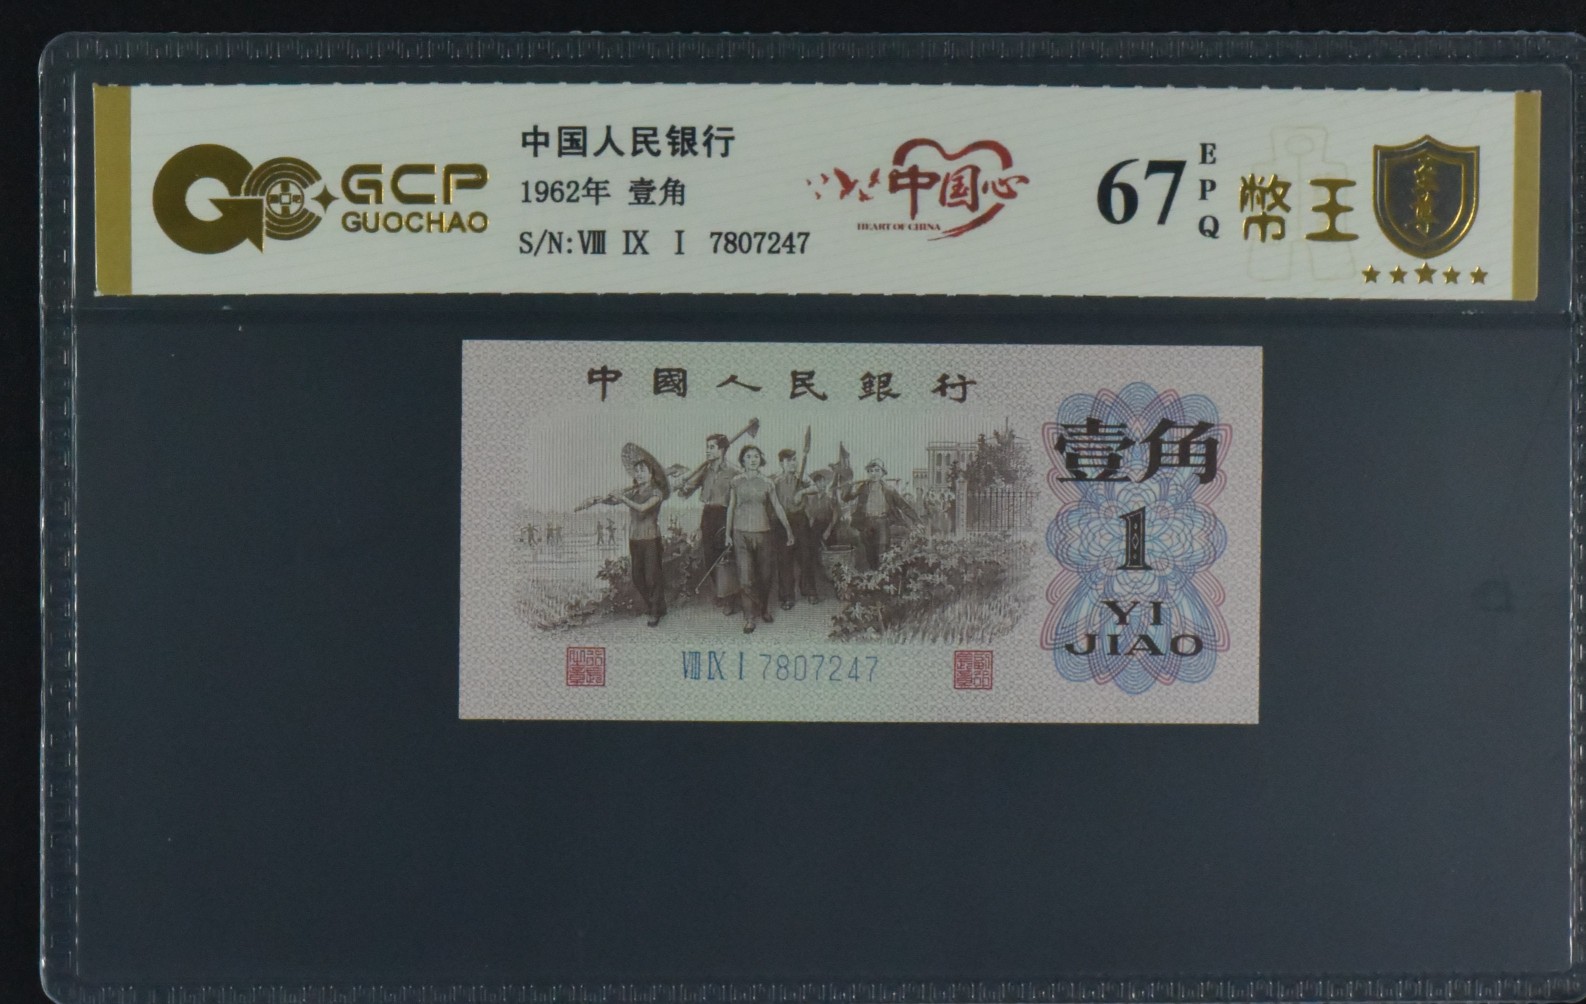 GCP
GUOCHAO
中国人民银行
1962年 壹角
S/N: Ⅷ Ⅸ Ⅰ 7807247
中国心
HEART OF CHINA
67
EPQ
幣王
中國人民銀行
壹角
1
YI
JIAO
Ⅷ Ⅸ Ⅰ 7807247